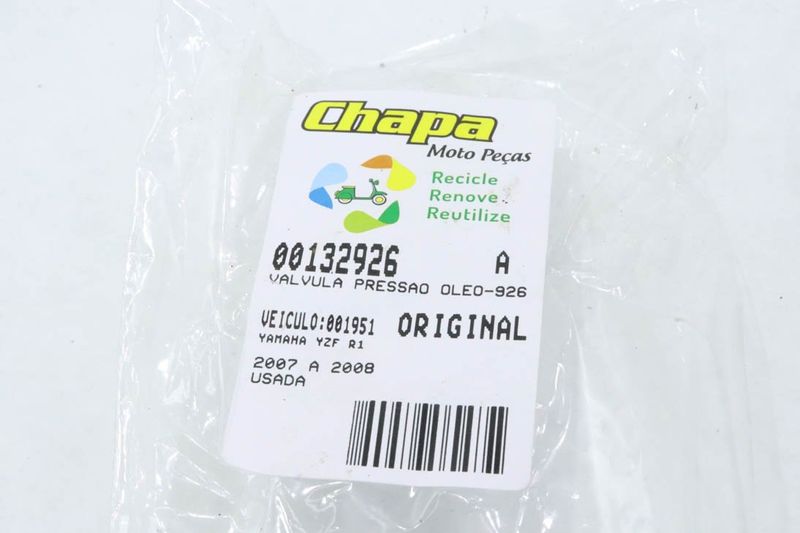 Chapa
Moto Peças
Recicle
Renove
Reutilize
00132926 A
VALVULA PRESSAO OLEO-926
VEICULO:001951 ORIGINAL
YAMAHA YZF R1
2007 A 2008
USADA